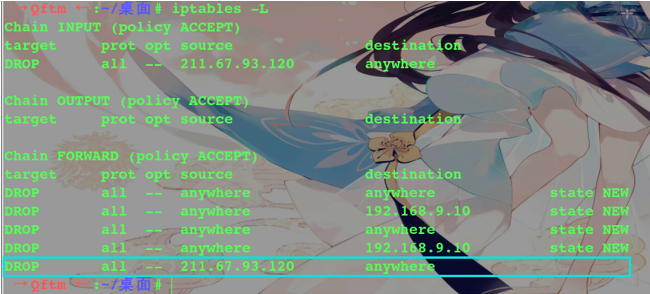 →Qftm ←:~/桌面# iptables -L
Chain INPUT (policy ACCEPT)
target prot opt source destination
DROP all -- 211.67.93.120 anywhere
Chain OUTPUT (policy ACCEPT)
target prot opt source destination
Chain FORWARD (policy ACCEPT)
target prot opt source destination
DROP all -- anywhere anywhere state NEW
DROP all -- anywhere 192.168.9.10 state NEW
DROP all -- anywhere anywhere state NEW
DROP all -- anywhere 192.168.9.10 state NEW
DROP all -- 211.67.93.120 anywhere
→Qftm ←:~/桌面#